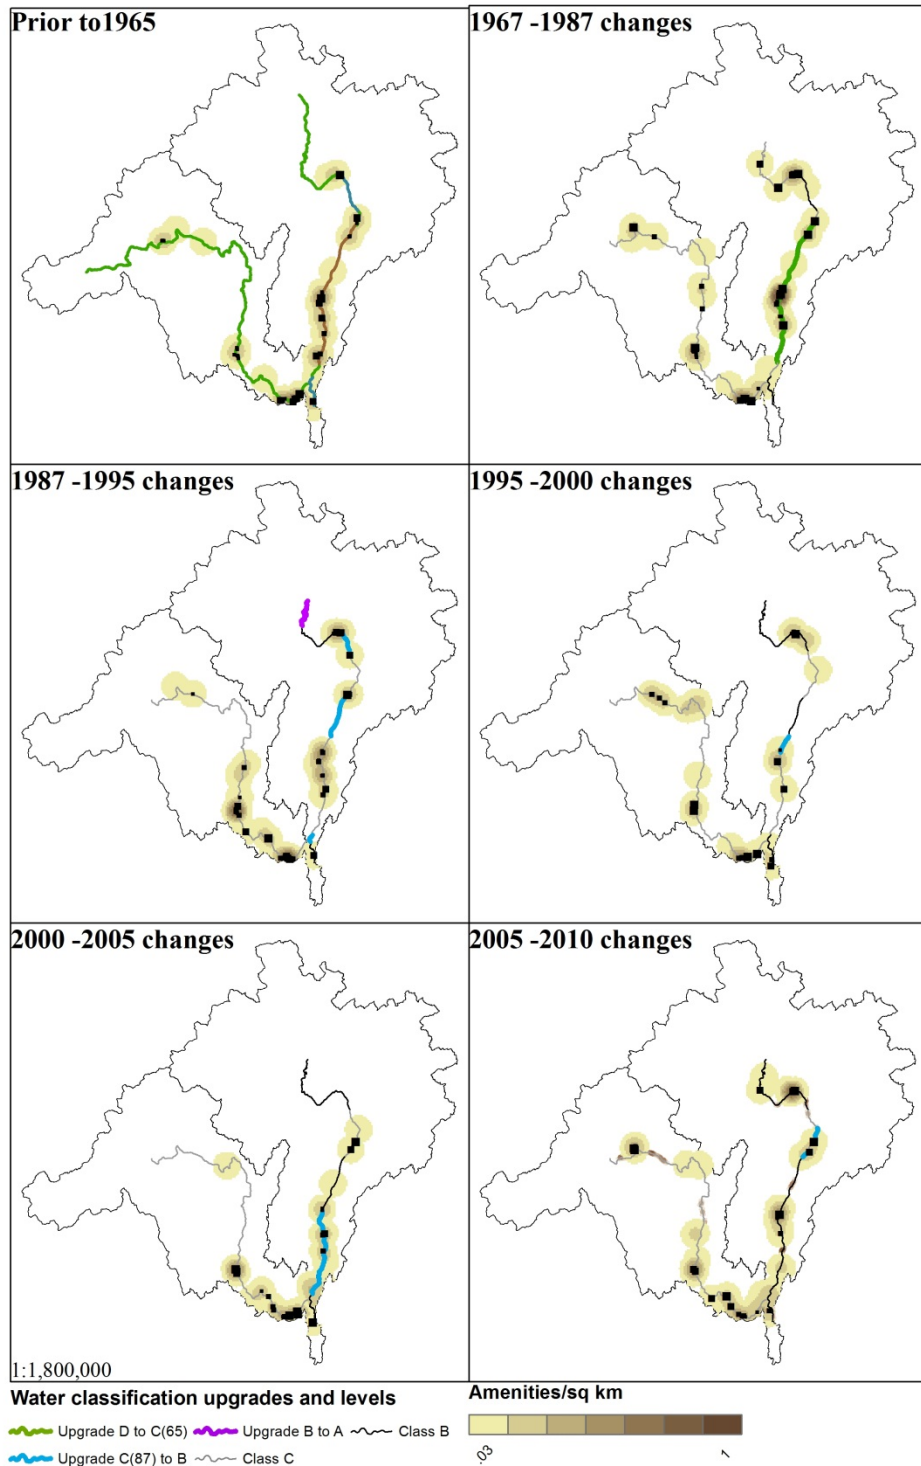 Prior to1965
1967 -1987 changes
1987 -1995 changes
1995 -2000 changes
2000 -2005 changes
2005 -2010 changes
1:1,800,000
Water classification upgrades and levels
Amenities/sq km
Upgrade D to C(65)
Upgrade B to A
Class B
Upgrade C(87) to B
Class C
.03
1